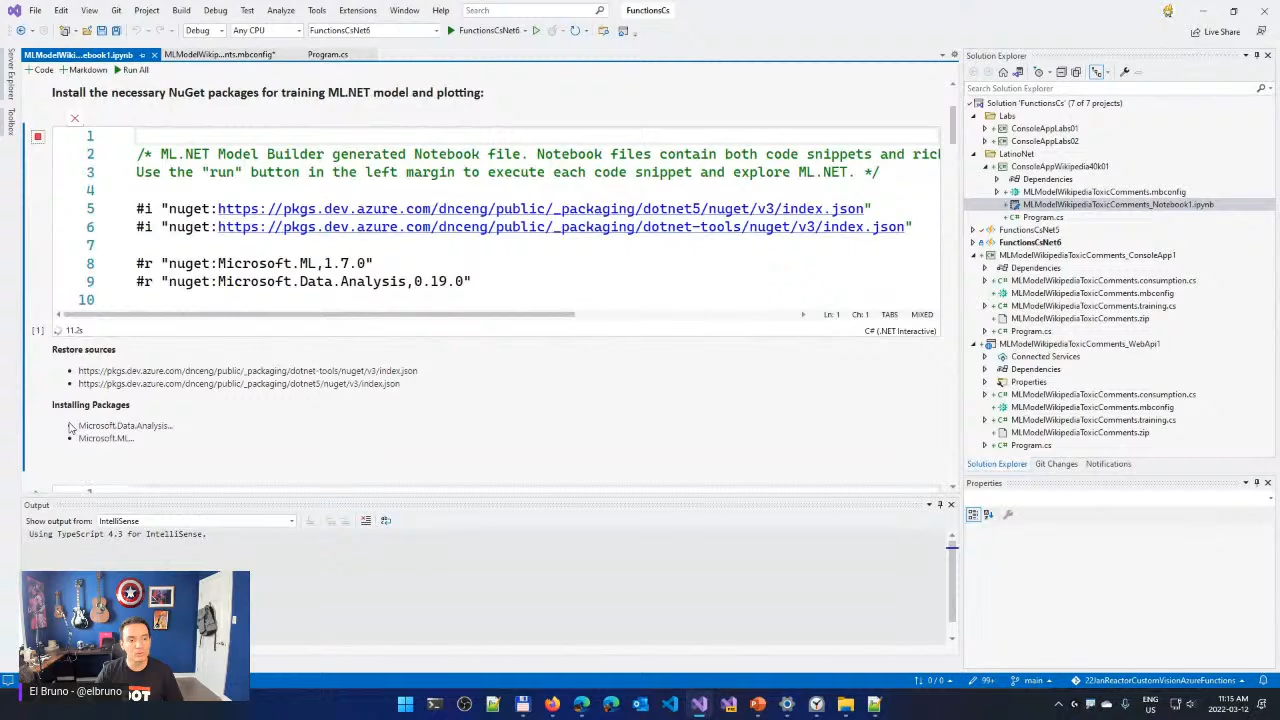 File Edit View Git Project Build Debug Test Analyze Tools Extensions Window Help Search FunctionsCs
Debug Any CPU FunctionsCsNet6 FunctionsCsNet6 Live Share
MLModelWiki...ebook1.ipynb MLModelWikip...nts.mbconfig* Program.cs
+ Code + Markdown Run All
Install the necessary NuGet packages for training ML.NET model and plotting:
1
2 /* ML.NET Model Builder generated Notebook file. Notebook files contain both code snippets and ric
3 Use the "run" button in the left margin to execute each code snippet and explore ML.NET. */
4
5 #i "nuget:https://pkgs.dev.azure.com/dnceng/public/_packaging/dotnet5/nuget/v3/index.json"
6 #i "nuget:https://pkgs.dev.azure.com/dnceng/public/_packaging/dotnet-tools/nuget/v3/index.json"
7
8 #r "nuget:Microsoft.ML,1.7.0"
9 #r "nuget:Microsoft.Data.Analysis,0.19.0"
10
Ln: 1 Ch: 1 TABS MIXED
[1] 11.2s C# (.NET Interactive)
Restore sources
https://pkgs.dev.azure.com/dnceng/public/_packaging/dotnet-tools/nuget/v3/index.json
https://pkgs.dev.azure.com/dnceng/public/_packaging/dotnet5/nuget/v3/index.json
Installing Packages
Microsoft.Data.Analysis...
Microsoft.ML...
Output
Show output from: IntelliSense
Using TypeScript 4.3 for IntelliSense.
Server Explorer
Toolbox
Solution Explorer
Search Solution Explorer
Solution 'FunctionsCs' (7 of 7 projects)
Labs
ConsoleAppLabs01
ConsoleAppLabs02
LatinoNet
ConsoleAppWikipedia40k01
Dependencies
MLModelWikipediaToxicComments.mbconfig
MLModelWikipediaToxicComments_Notebook1.ipynb
Program.cs
FunctionsCsNet5
FunctionsCsNet6
MLModelWikipediaToxicComments_ConsoleApp1
Dependencies
MLModelWikipediaToxicComments.consumption.cs
MLModelWikipediaToxicComments.mbconfig
MLModelWikipediaToxicComments.training.cs
MLModelWikipediaToxicComments.zip
Program.cs
MLModelWikipediaToxicComments_WebApi1
Connected Services
Dependencies
Properties
MLModelWikipediaToxicComments.consumption.cs
MLModelWikipediaToxicComments.mbconfig
MLModelWikipediaToxicComments.training.cs
MLModelWikipediaToxicComments.zip
Program.cs
Solution Explorer Git Changes Notifications
Properties
El Bruno - @elbruno
0 / 0 99+ main 22JanReactorCustomVisionAzureFunctions
ENG
US
11:15 AM
2022-03-12